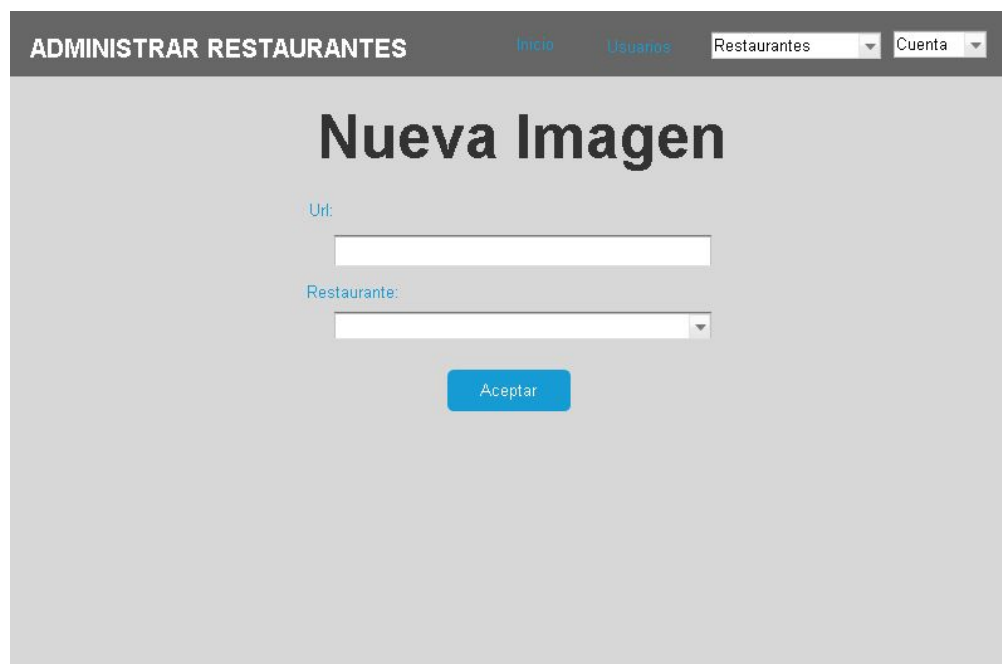 ADMINISTRAR RESTAURANTES Inicio Usuarios Restaurantes Cuenta
Nueva Imagen
Url:
Restaurante:
Aceptar